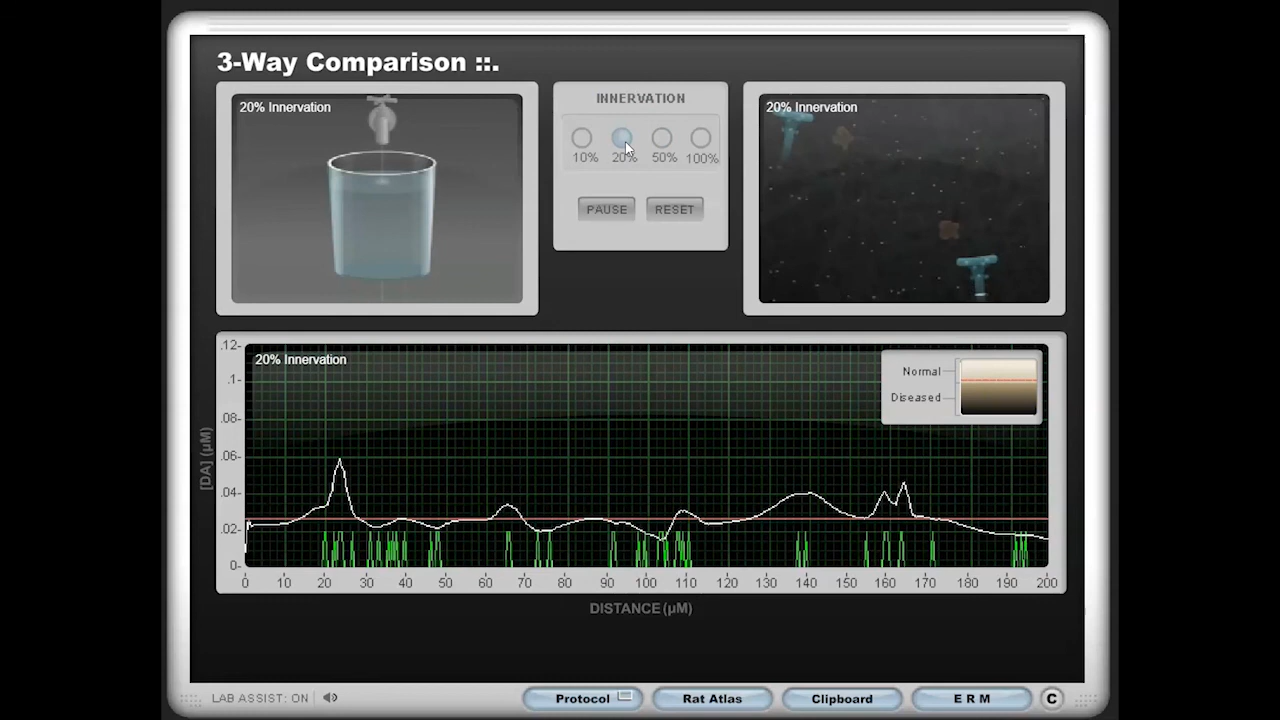 3-Way Comparison ::.
20% Innervation
INNERVATION
10% 20% 50% 100%
PAUSE RESET
20% Innervation
20% Innervation
Normal
Diseased
[DA] (µM)
.12-
.1-
.08-
.06-
.04-
.02-
0-
0 10 20 30 40 50 60 70 80 90 100 110 120 130 140 150 160 170 180 190 200
DISTANCE (µM)
LAB ASSIST: ON
Protocol Rat Atlas Clipboard E R M C